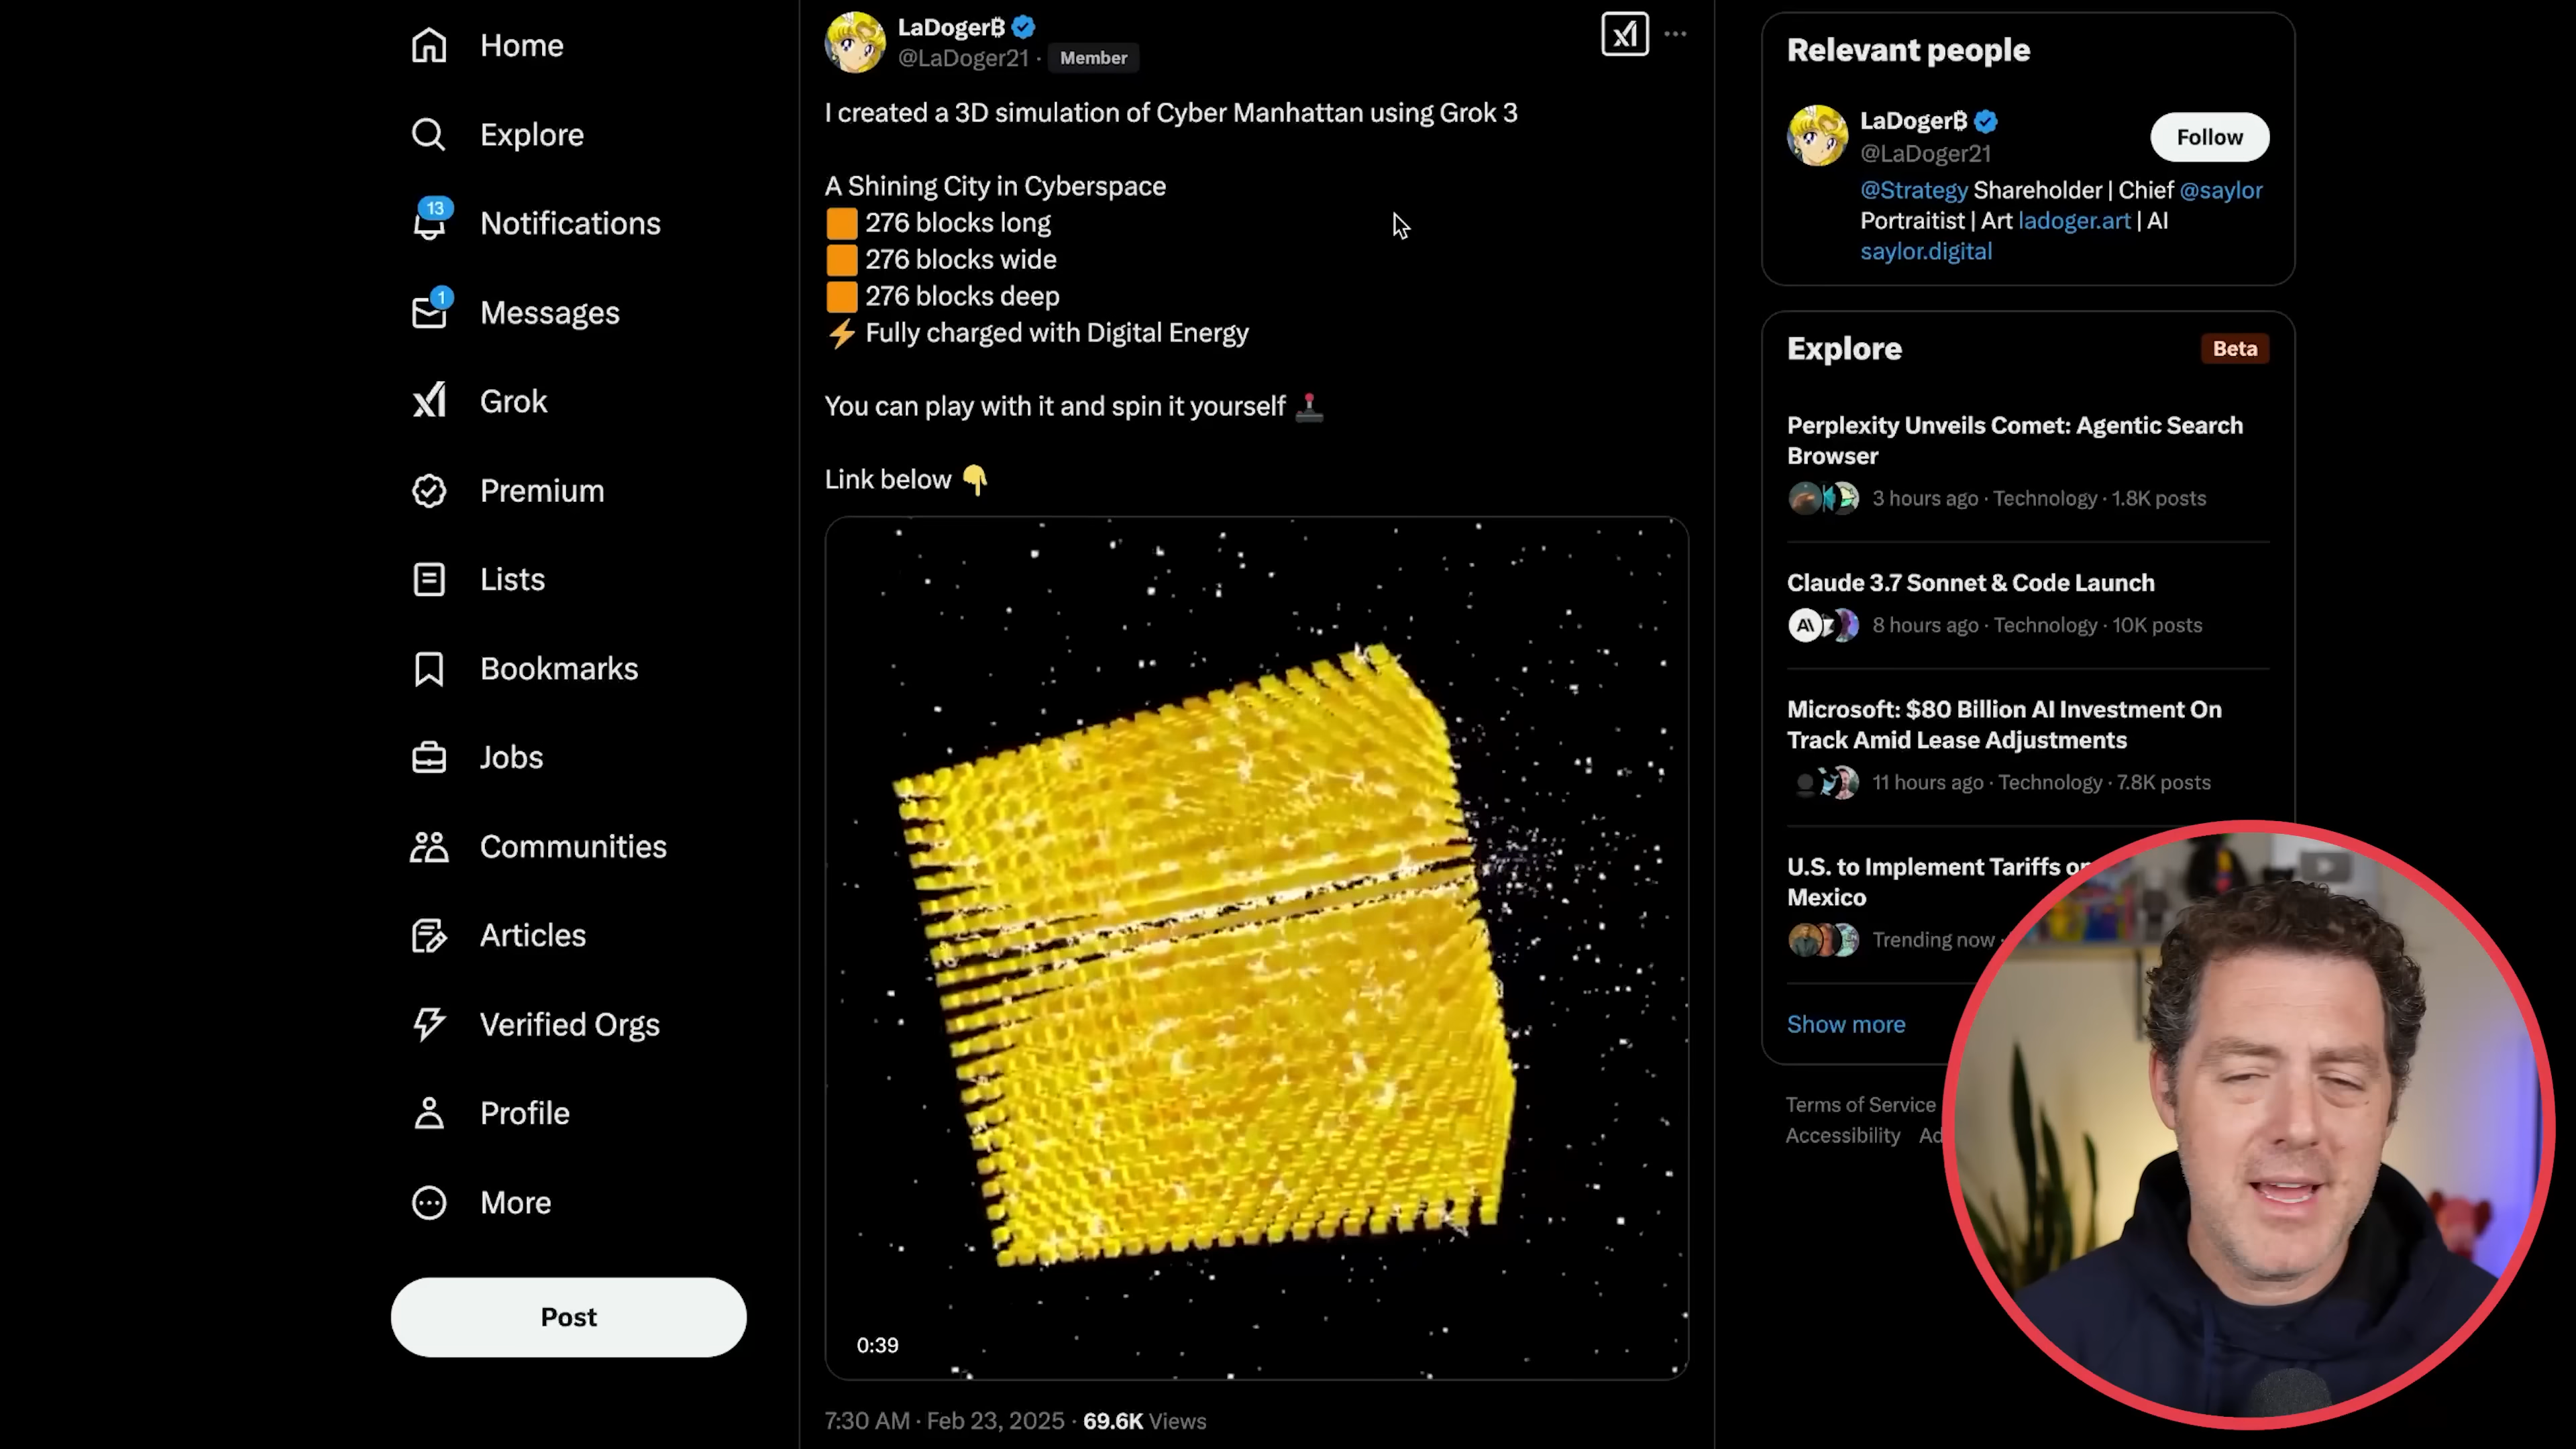 Home
Explore
13
Notifications
1
Messages
Grok
Premium
Lists
Bookmarks
Jobs
Communities
Articles
Verified Orgs
Profile
More
Post
LaDoger₿
@LaDoger21 · Member
I created a 3D simulation of Cyber Manhattan using Grok 3
A Shining City in Cyberspace
🟧 276 blocks long
🟧 276 blocks wide
🟧 276 blocks deep
⚡ Fully charged with Digital Energy
You can play with it and spin it yourself 🕹️
Link below 👇
0:39
7:30 AM · Feb 23, 2025 · 69.6K Views
Relevant people
LaDoger₿
@LaDoger21
Follow
@Strategy Shareholder | Chief @saylor
Portraitist | Art ladoger.art | AI
saylor.digital
Explore
Beta
Perplexity Unveils Comet: Agentic Search
Browser
3 hours ago · Technology · 1.8K posts
Claude 3.7 Sonnet & Code Launch
8 hours ago · Technology · 10K posts
Microsoft: $80 Billion AI Investment On
Track Amid Lease Adjustments
11 hours ago · Technology · 7.8K posts
U.S. to Implement Tariffs
Mexico
Trending now ·
Show more
Terms of Service
Accessibility